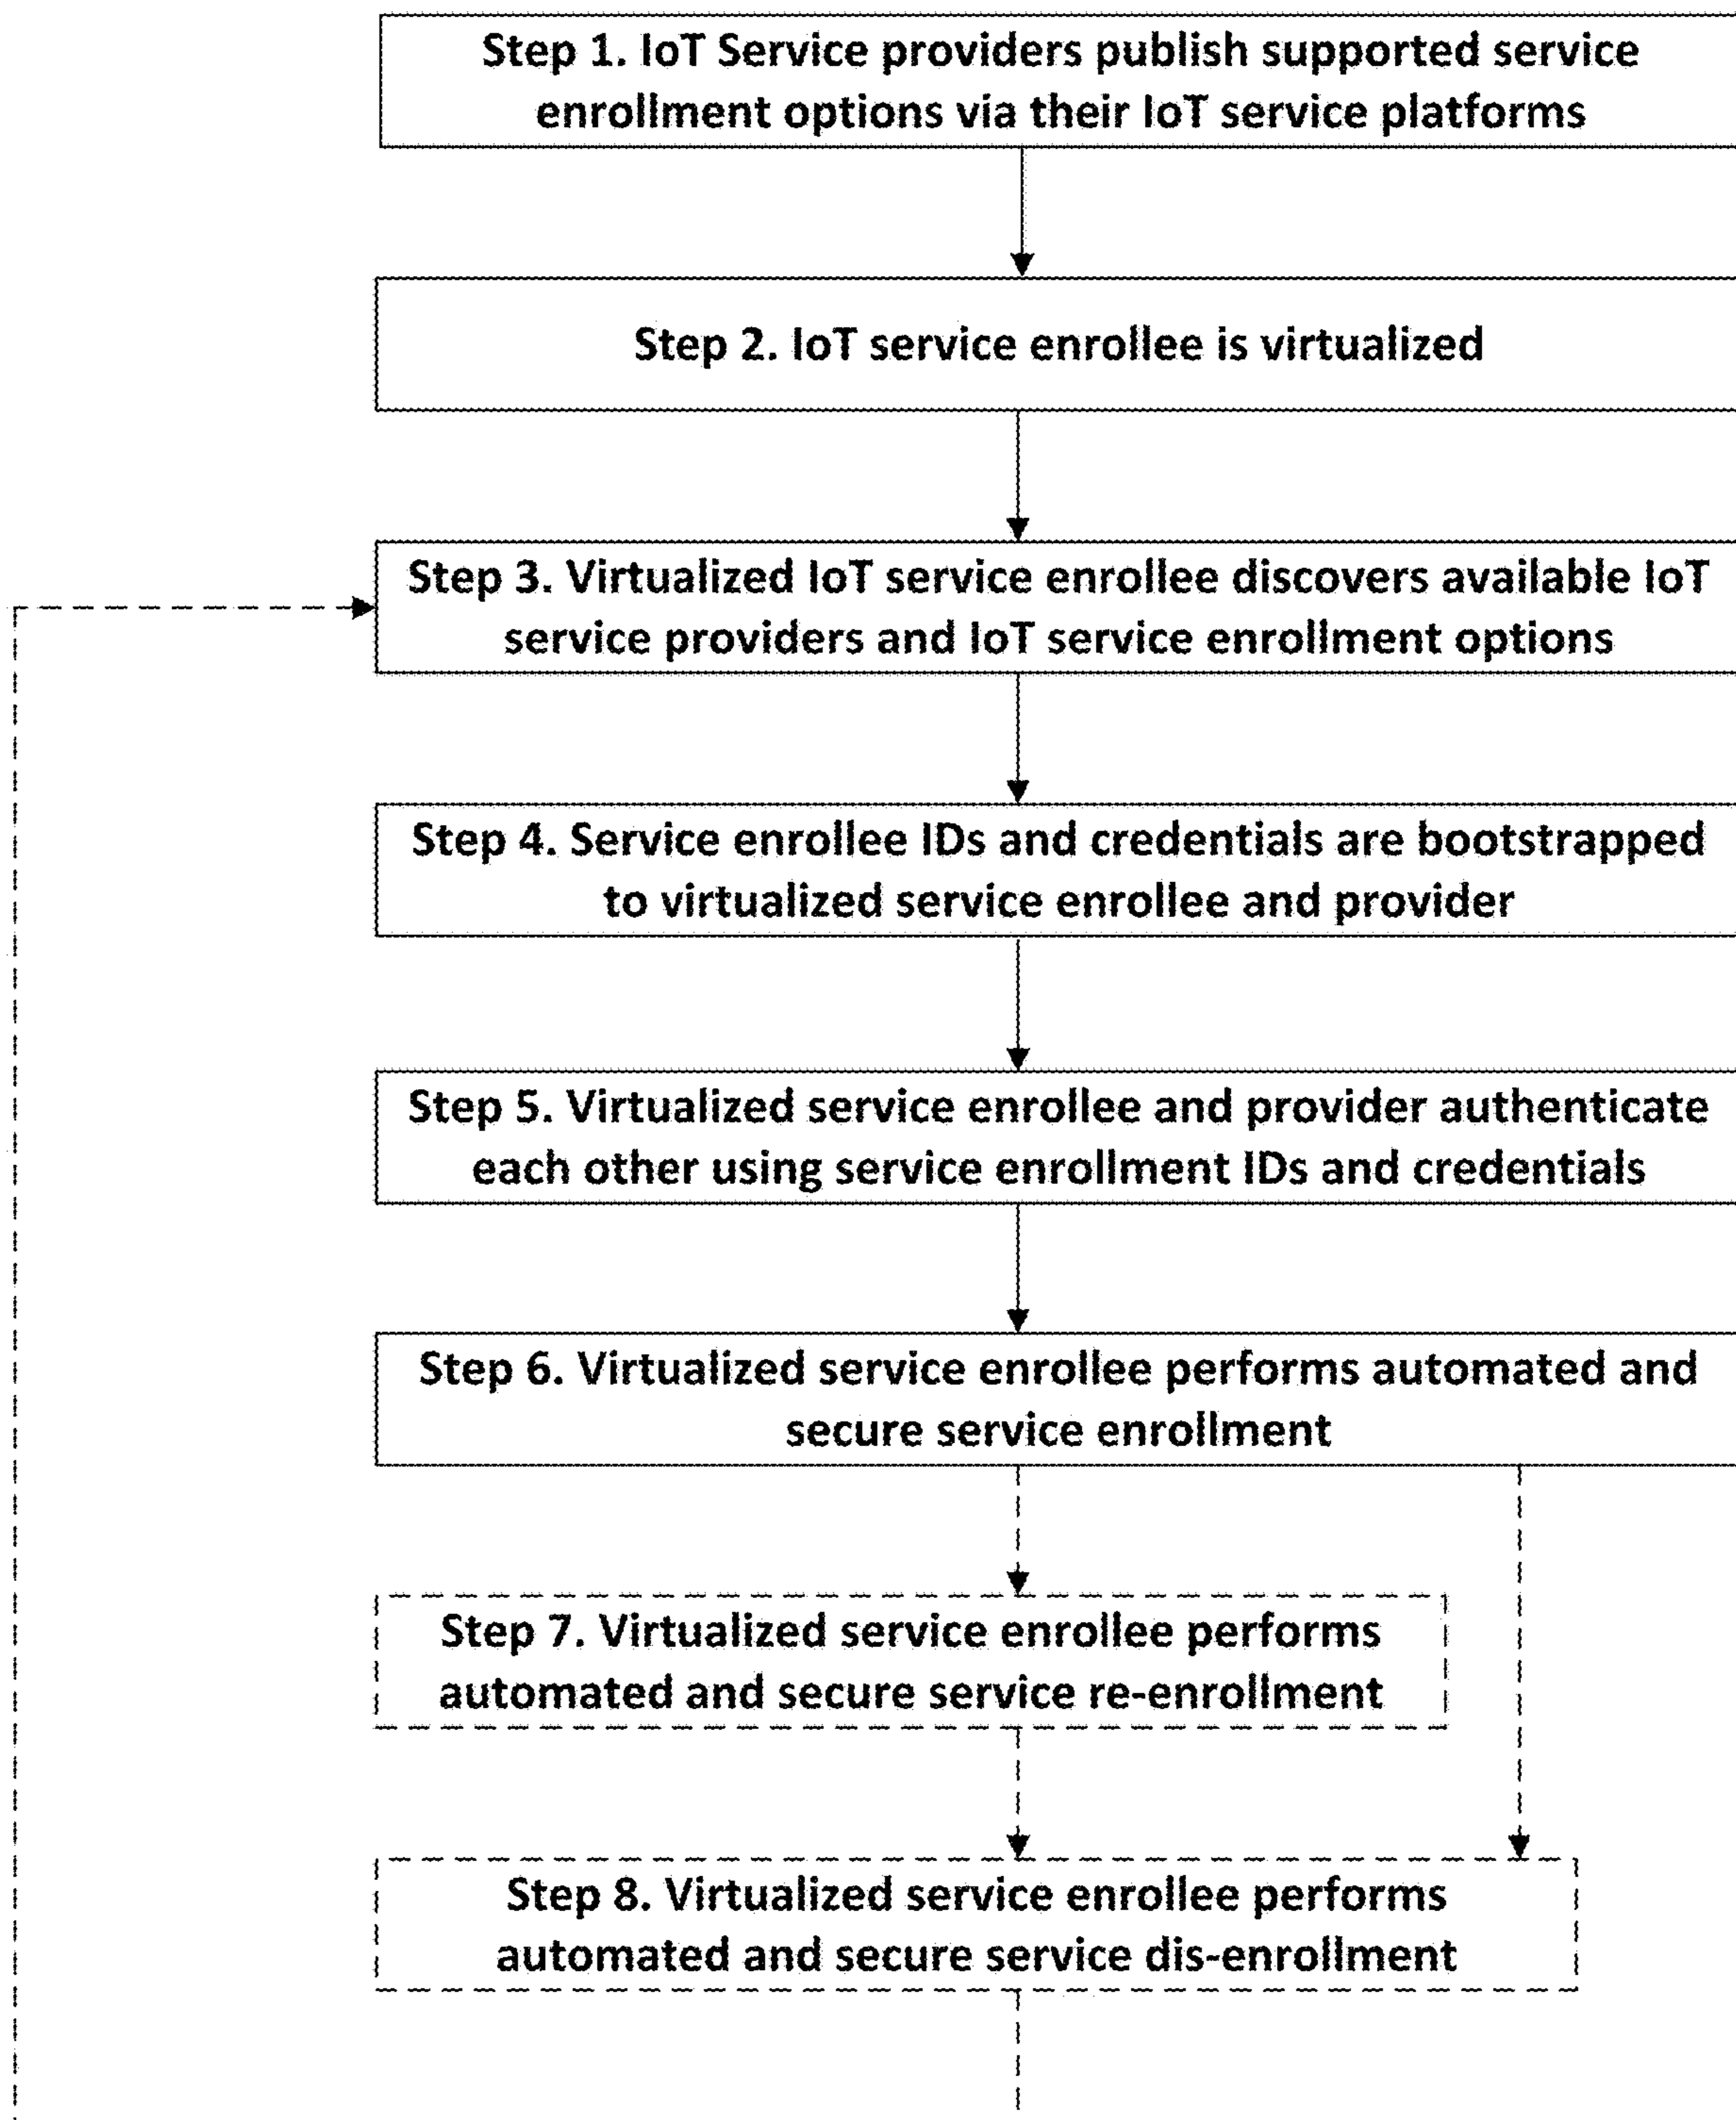 Step 1. IoT Service providers publish supported service
enrollment options via their IoT service platforms
Step 2. IoT service enrollee is virtualized
Step 3. Virtualized IoT service enrollee discovers available IoT
service providers and IoT service enrollment options
Step 4. Service enrollee IDs and credentials are bootstrapped
to virtualized service enrollee and provider
Step 5. Virtualized service enrollee and provider authenticate
each other using service enrollment IDs and credentials
Step 6. Virtualized service enrollee performs automated and
secure service enrollment
Step 7. Virtualized service enrollee performs
automated and secure service re-enrollment
Step 8. Virtualized service enrollee performs
automated and secure service dis-enrollment